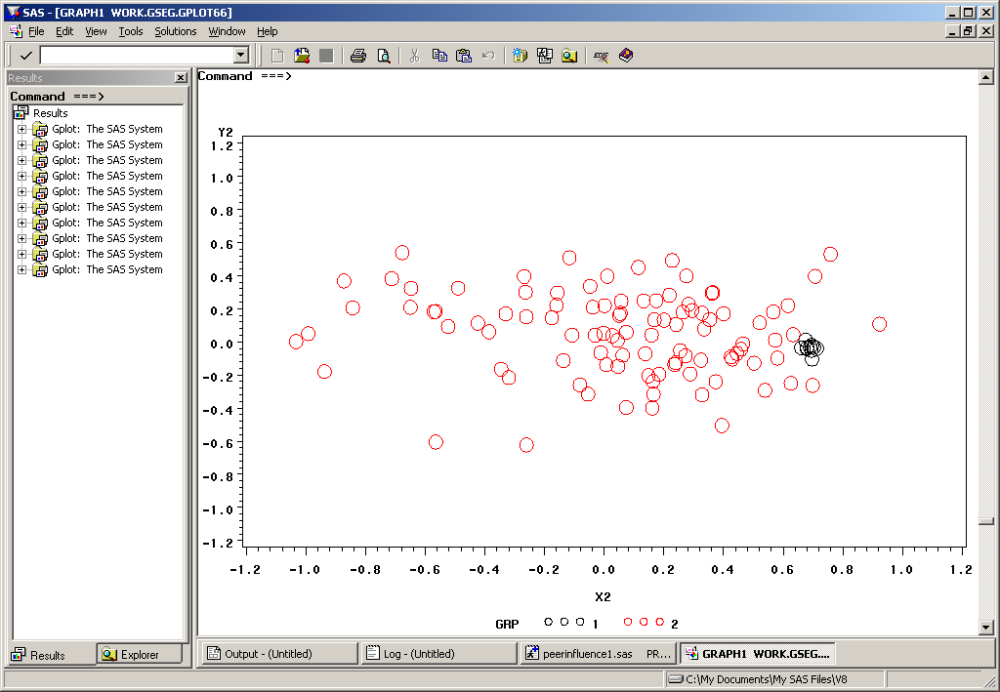 SAS - [GRAPH1 WORK.GSEG.GPLOT66]
File Edit View Tools Solutions Window Help
Results
Command ===>
Results
Gplot: The SAS System
Gplot: The SAS System
Gplot: The SAS System
Gplot: The SAS System
Gplot: The SAS System
Gplot: The SAS System
Gplot: The SAS System
Gplot: The SAS System
Gplot: The SAS System
Gplot: The SAS System
Command ===>
Y2
1.2
1.0
0.8
0.6
0.4
0.2
0.0
-0.2
-0.4
-0.6
-0.8
-1.0
-1.2
-1.2 -1.0 -0.8 -0.6 -0.4 -0.2 0.0 0.2 0.4 0.6 0.8 1.0 1.2
X2
GRP 1 2
Results Explorer
Output - (Untitled) Log - (Untitled) peerinfluence1.sas PR... GRAPH1 WORK.GSEG....
C:\My Documents\My SAS Files\V8